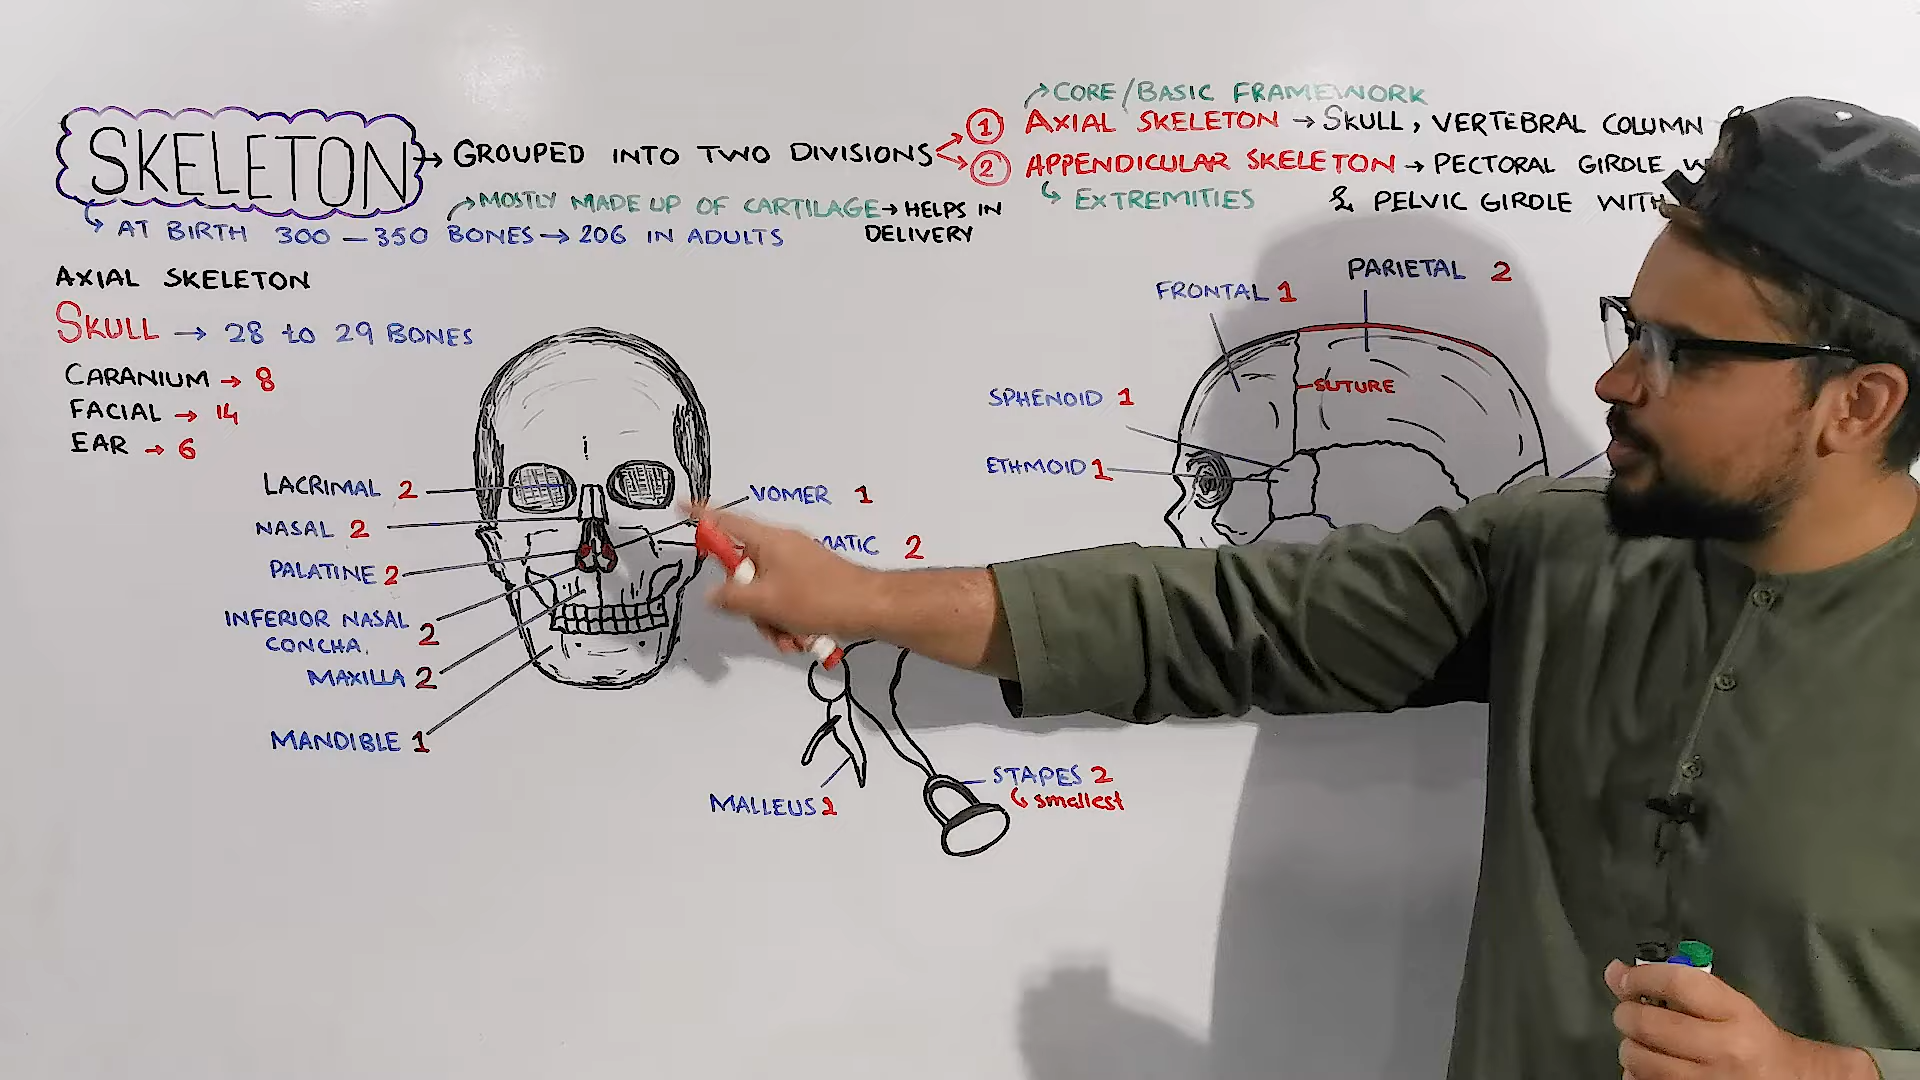 SKELETON → GROUPED INTO TWO DIVISIONS
CORE/BASIC FRAMEWORK
1 AXIAL SKELETON → SKULL, VERTEBRAL COLUMN
2 APPENDICULAR SKELETON → PECTORAL GIRDLE
EXTREMITIES
& PELVIC GIRDLE WITH
MOSTLY MADE UP OF CARTILAGE → HELPS IN
DELIVERY
AT BIRTH 300 - 350 BONES → 206 IN ADULTS
AXIAL SKELETON
SKULL → 28 to 29 BONES
CARANIUM → 8
FACIAL → 14
EAR → 6
LACRIMAL 2
NASAL 2
PALATINE 2
INFERIOR NASAL
CONCHA, 2
MAXILLA 2
MANDIBLE 1
VOMER 1
2
MALLEUS 2
STAPES 2
smallest
FRONTAL 1
PARIETAL 2
SUTURE
SPHENOID 1
ETHMOID 1